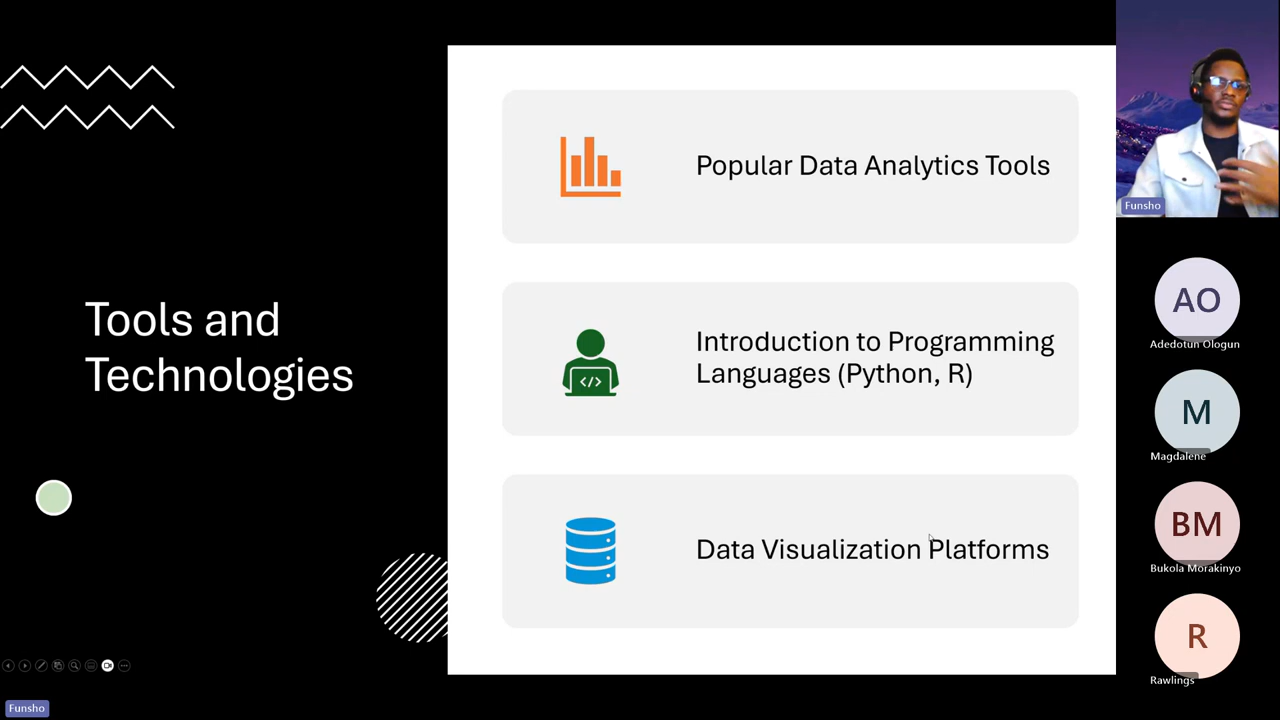 Tools and
Technologies
Popular Data Analytics Tools
</>
Introduction to Programming
Languages (Python, R)
Data Visualization Platforms
Funsho
AO
Adedotun Ologun
M
Magdalene
BM
Bukola Morakinyo
R
Rawlings
Funsho